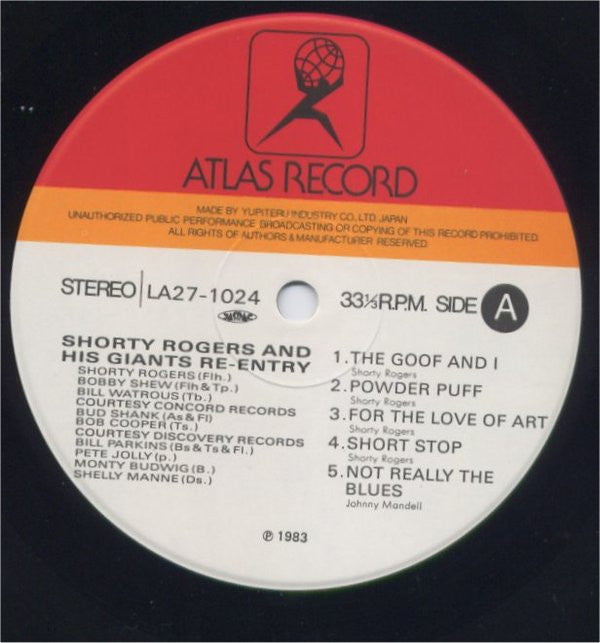 ATLAS RECORD
MADE BY YUPITERU INDUSTRY CO., LTD. JAPAN
UNAUTHORIZED PUBLIC PERFORMANCE BROADCASTING OR COPYING OF THIS RECORD PROHIBITED
ALL RIGHTS OF AUTHORS & MANUFACTURER RESERVED
STEREO LA27-1024
JASRAC
33⅓ R.P.M. SIDE A
SHORTY ROGERS AND
HIS GIANTS RE-ENTRY
SHORTY ROGERS (Flh.)
BOBBY SHEW (Flh & Tp.)
BILL WATROUS (Tb.)
COURTESY CONCORD RECORDS
BUD SHANK (As & Fl)
BOB COOPER (Ts.)
COURTESY DISCOVERY RECORDS
BILL PARKINS (Bs & Ts & Fl.)
PETE JOLLY (p.)
MONTY BUDWIG (B.)
SHELLY MANNE (Ds.)
1. THE GOOF AND I
Shorty Rogers
2. POWDER PUFF
Shorty Rogers
3. FOR THE LOVE OF ART
Shorty Rogers
4. SHORT STOP
Shorty Rogers
5. NOT REALLY THE
BLUES
Johnny Mandell
℗ 1983